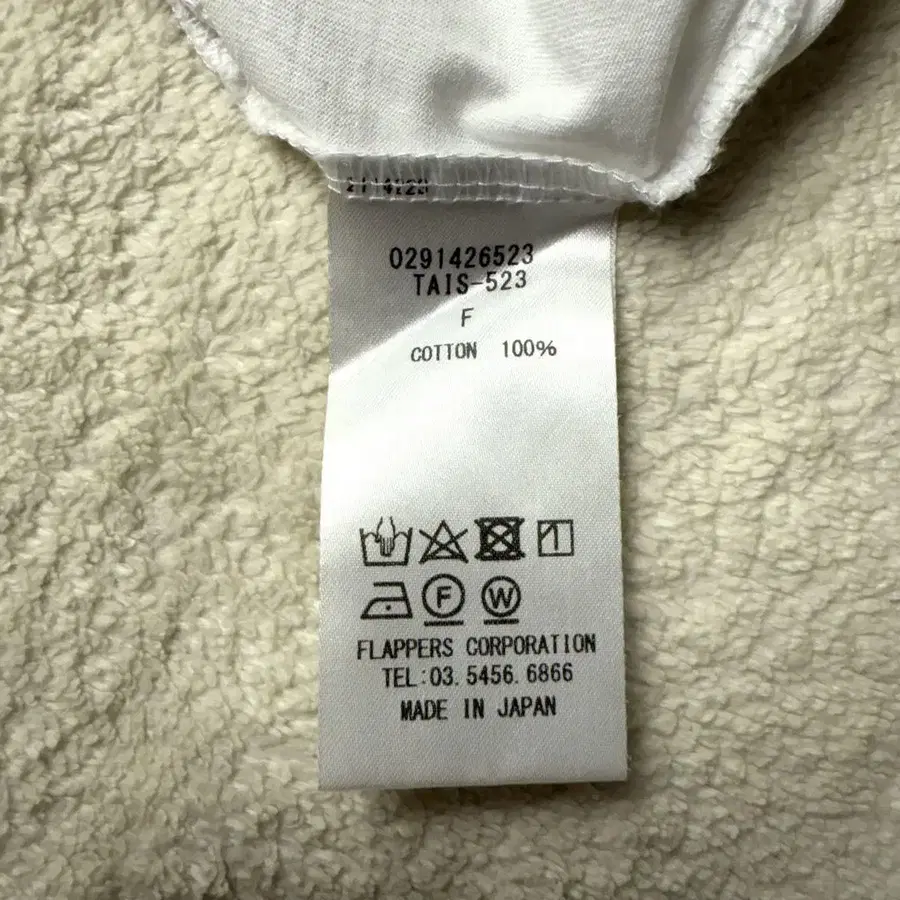 0291426523
TAIS-523
F
COTTON 100%
F W
FLAPPERS CORPORATION
TEL:03.5456.6866
MADE IN JAPAN